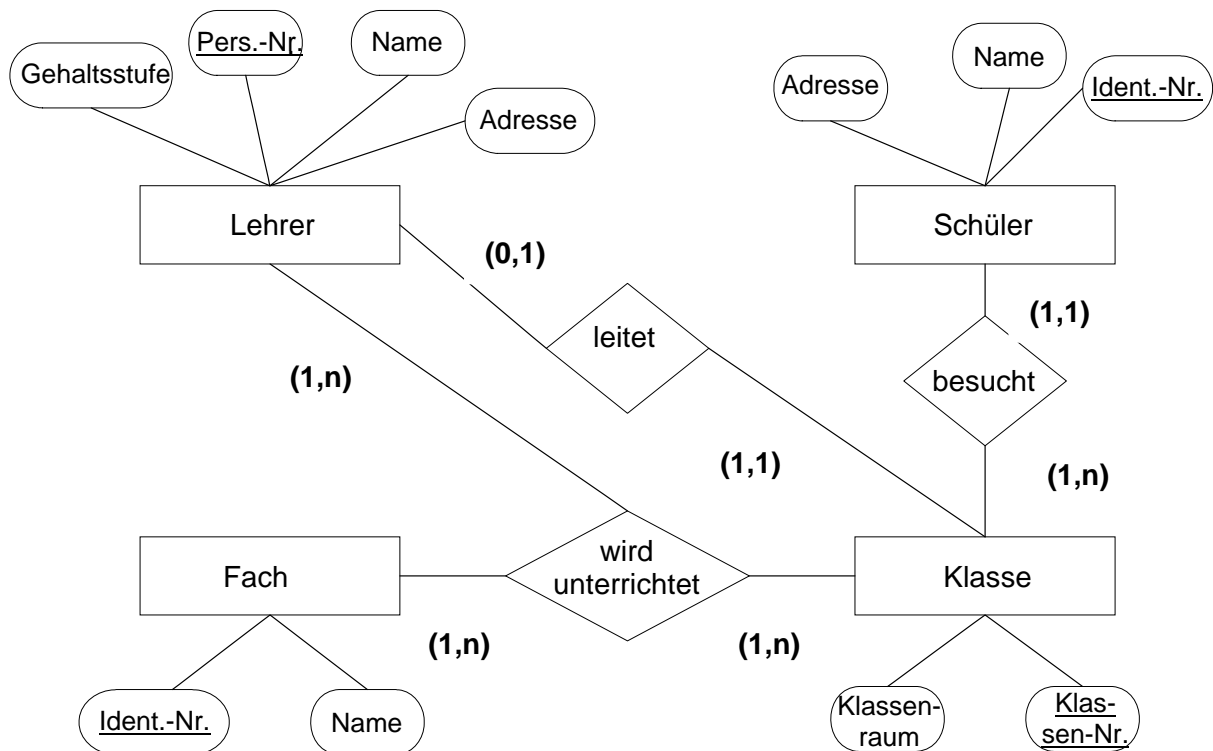 Pers.-Nr.
Name
Gehaltsstufe
Adresse
Name
Adresse
Ident.-Nr.
Lehrer
Schüler
(0,1)
(1,1)
leitet
besucht
(1,n)
(1,1)
(1,n)
Fach
wird
unterrichtet
Klasse
(1,n)
(1,n)
Ident.-Nr.
Name
Klassen-
raum
Klas-
sen-Nr.